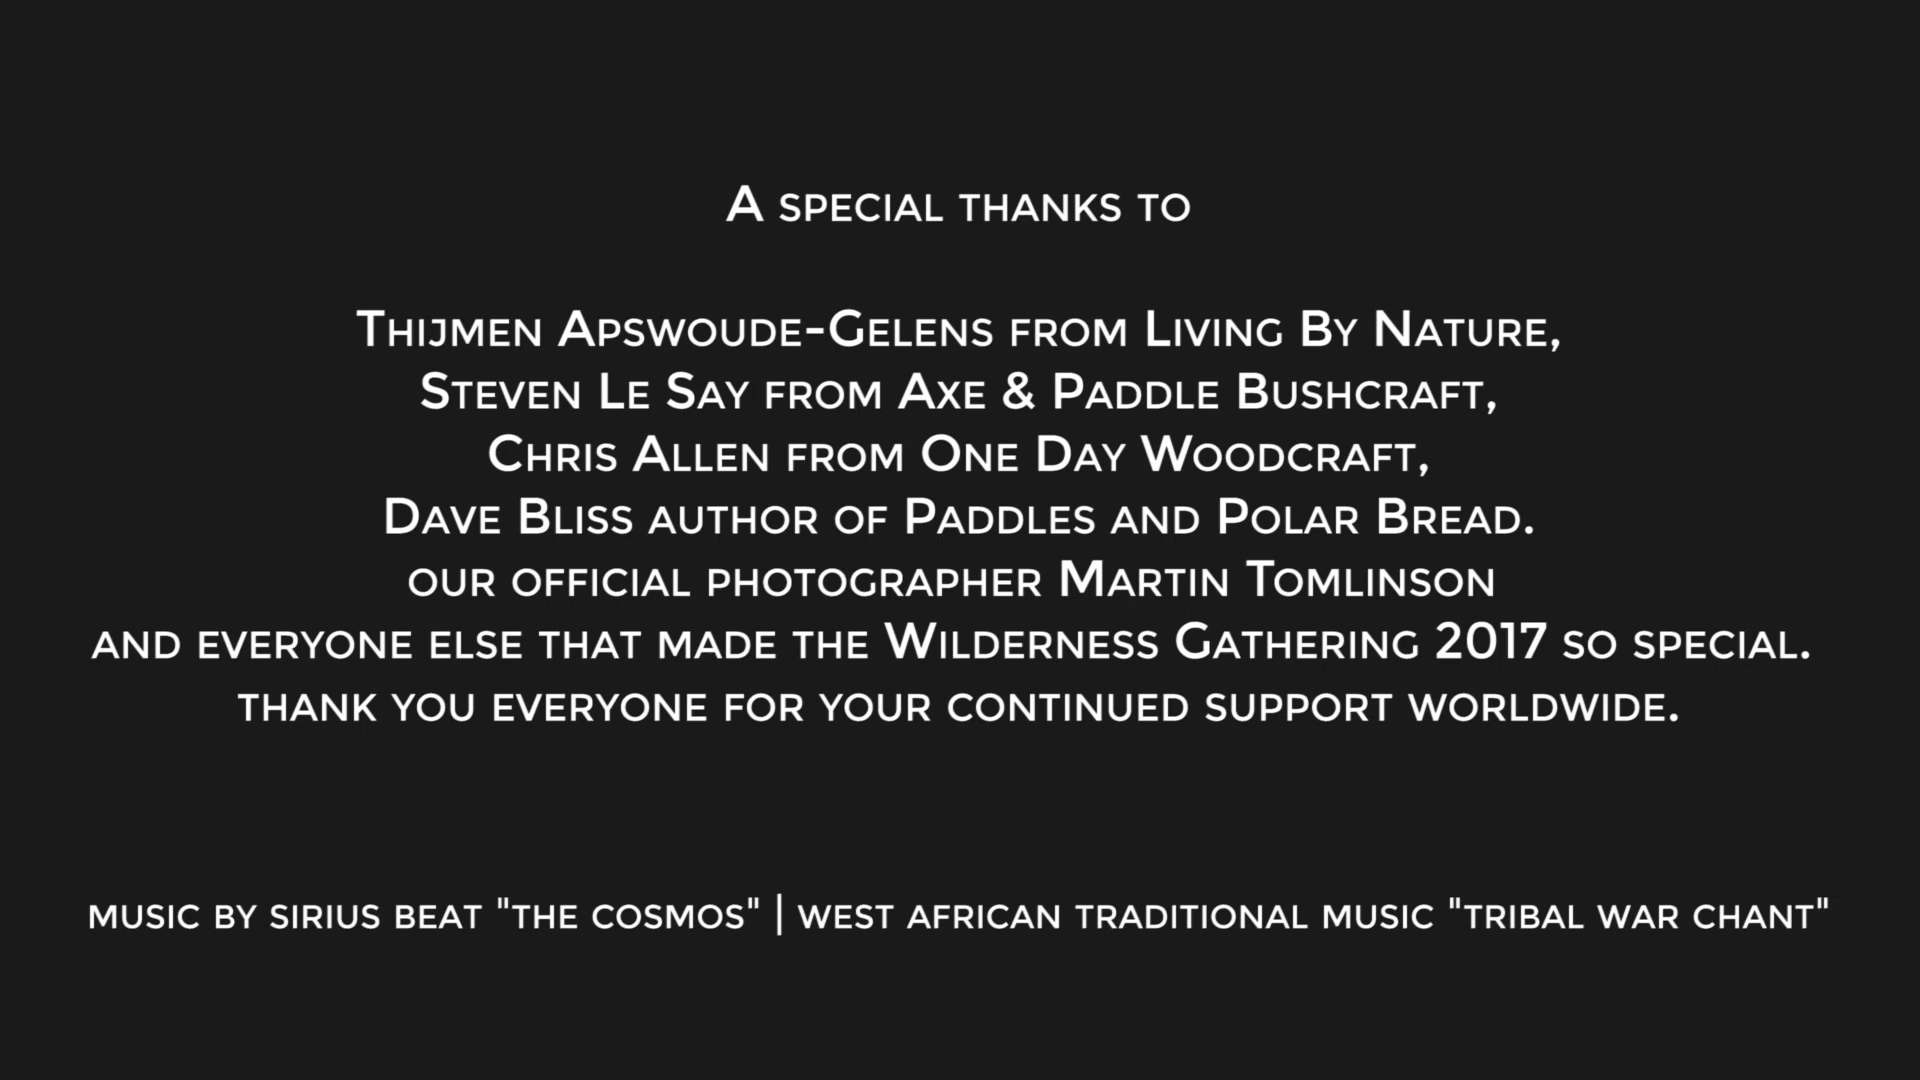 A special thanks to
Thijmen Apswoude-Gelens from Living By Nature,
Steven Le Say from Axe & Paddle Bushcraft,
Chris Allen from One Day Woodcraft,
Dave Bliss author of Paddles and Polar Bread.
our official photographer Martin Tomlinson
and everyone else that made the Wilderness Gathering 2017 so special.
thank you everyone for your continued support worldwide.
music by sirius beat "the cosmos" | west african traditional music "tribal war chant"